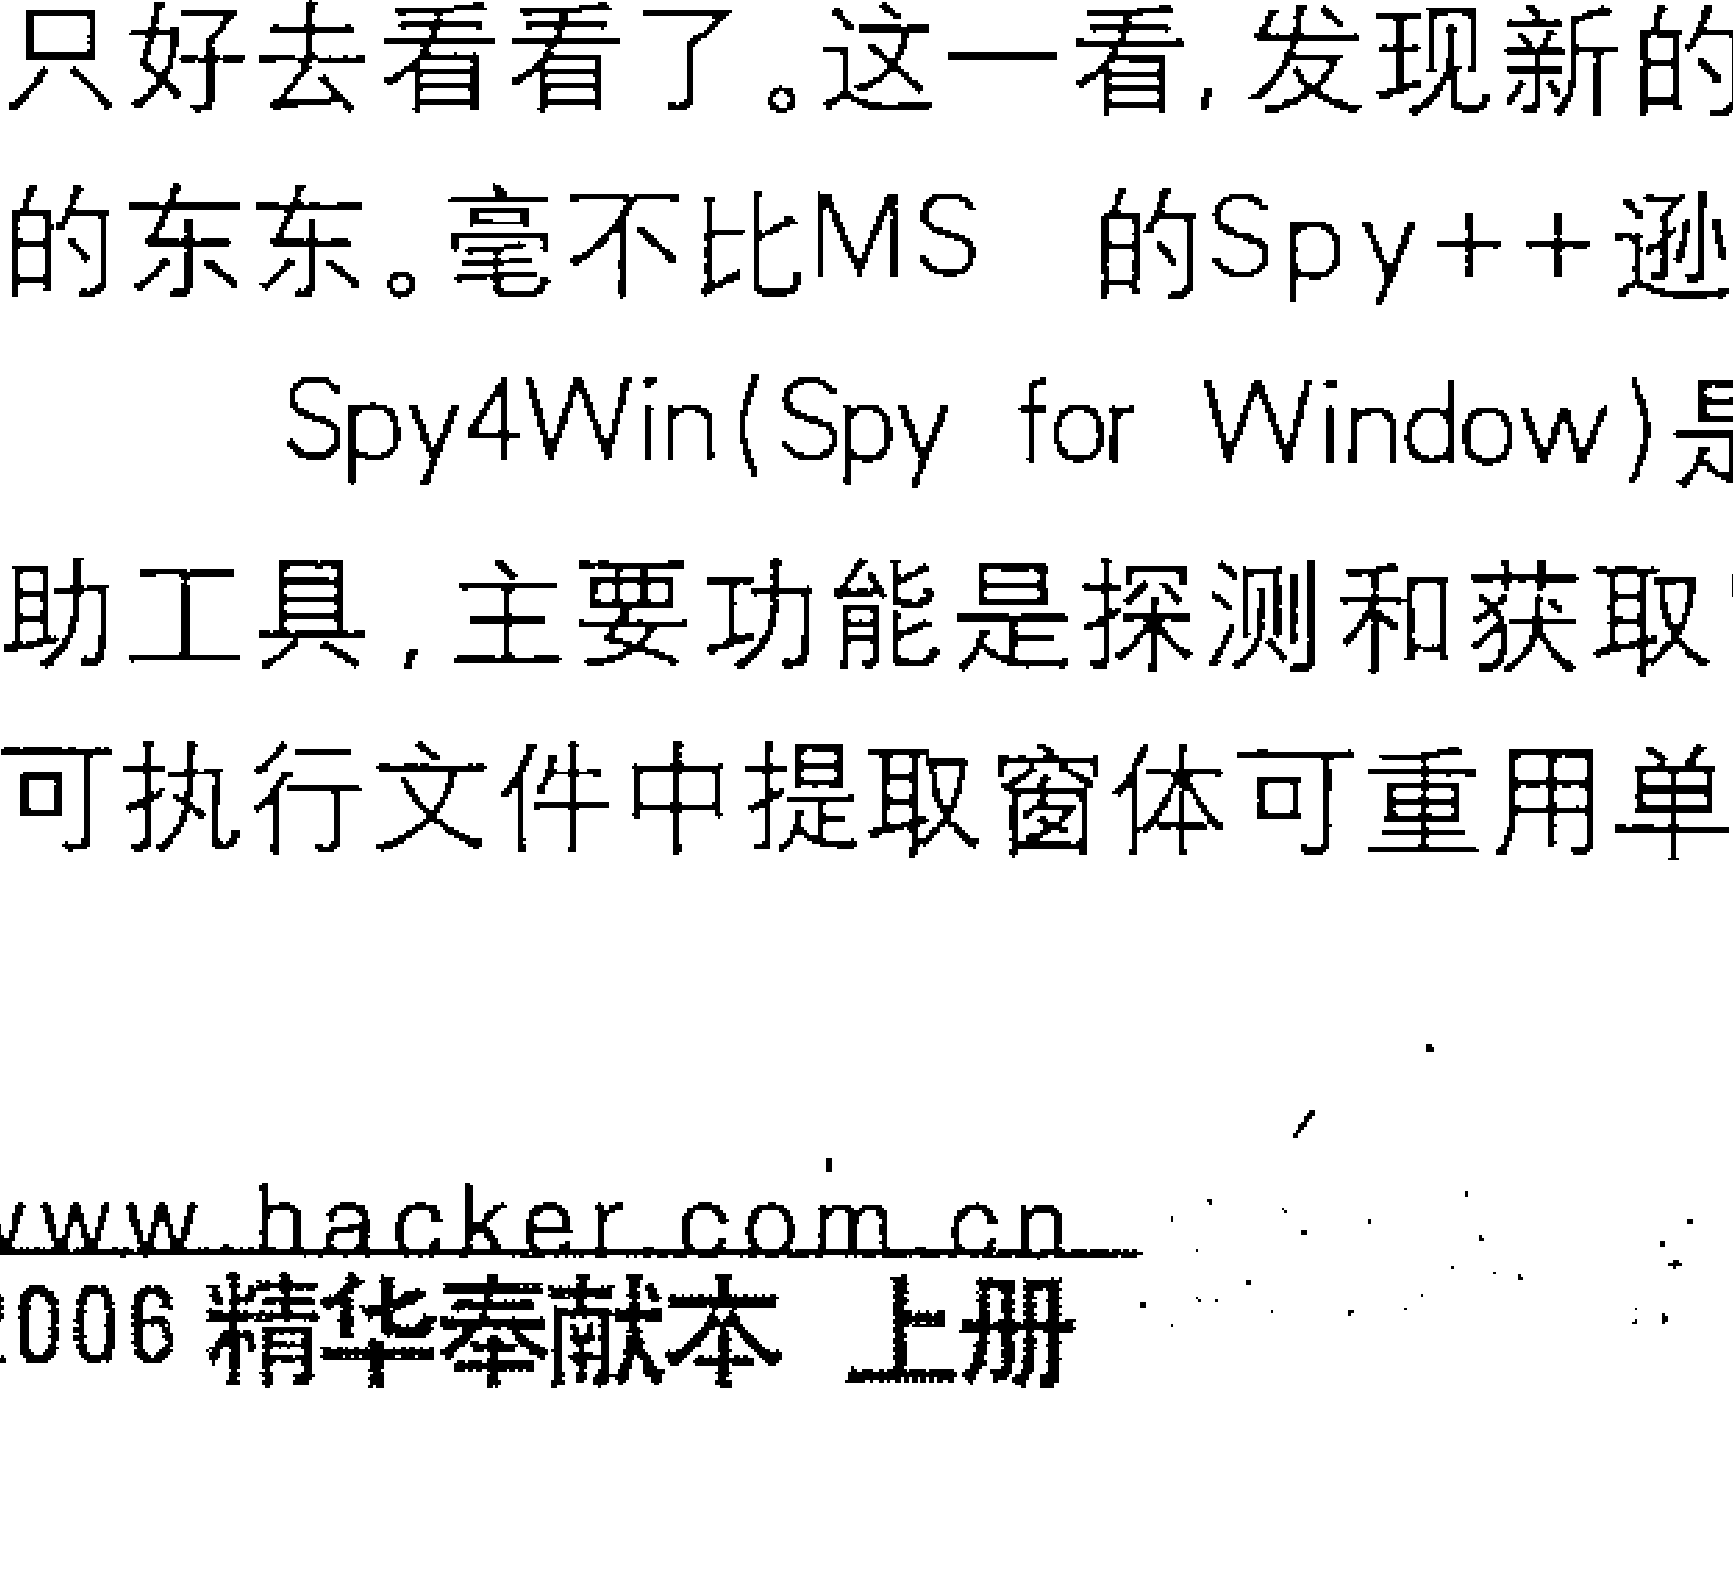 只好去看看了。这一看,发现新的
的东东。毫不比MS 的Spy++逊
Spy4Win(Spy for Window)是
助工具,主要功能是探测和获取
可执行文件中提取窗体可重用单
www.hacker.com.cn
2006 精华奉献本 上册